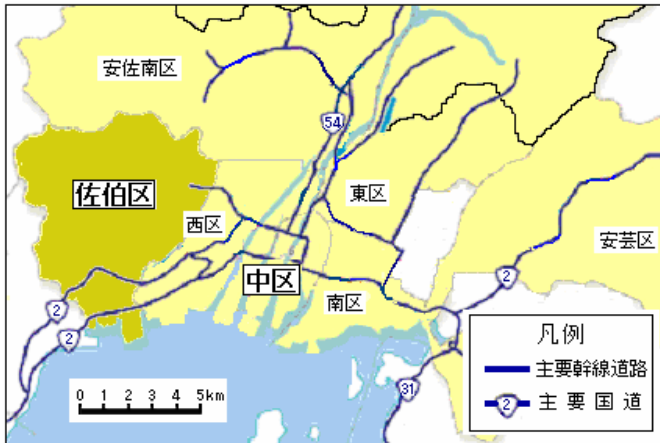 安佐南区
54
佐伯区
東区
西区
安芸区
中区
2
南区
2
2
凡例
主要幹線道路
2 主要国道
31
0 1 2 3 4 5km